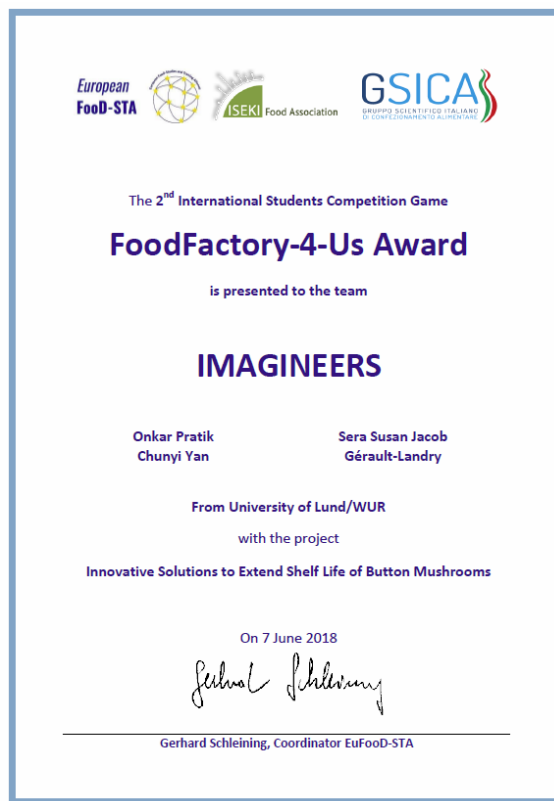 European
FooD-STA
ISEKI Food Association
GSICA
GRUPPO SCIENTIFICO ITALIANO
DI CONFEZIONAMENTO ALIMENTARE
The 2nd International Students Competition Game
FoodFactory-4-Us Award
is presented to the team
IMAGINEERS
Onkar Pratik
Sera Susan Jacob
Chunyi Yan
Gérault-Landry
From University of Lund/WUR
with the project
Innovative Solutions to Extend Shelf Life of Button Mushrooms
On 7 June 2018
Gerhard Schleining
Gerhard Schleining, Coordinator EuFooD-STA